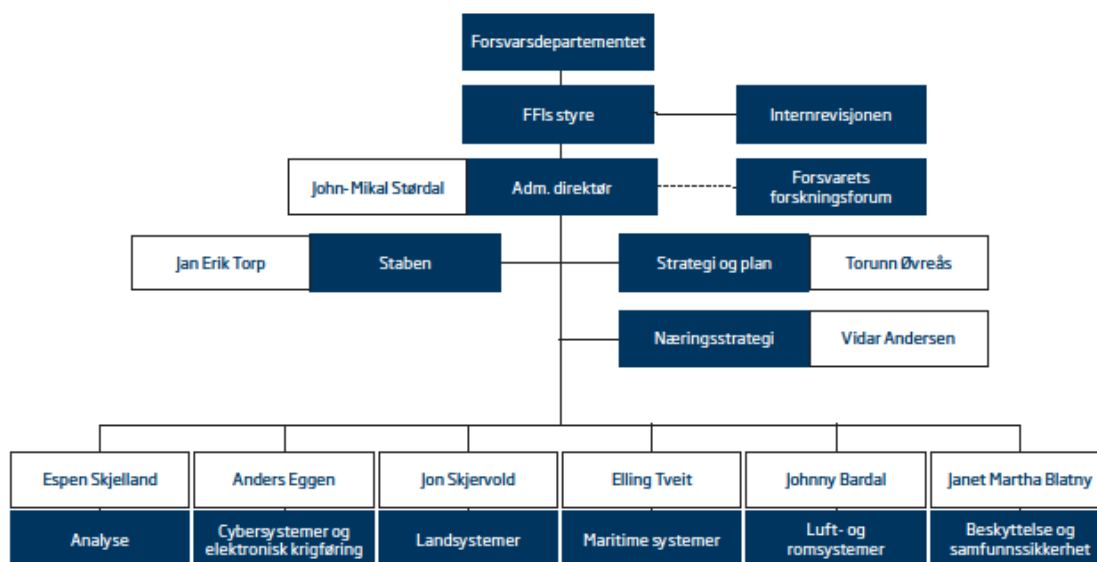 Forsvarsdepartementet
FFIs styre
Internrevisjonen
John-Mikal Størdal
Adm. direktør
Forsvarets
forskningsforum
Jan Erik Torp
Staben
Strategi og plan
Torunn Øvreås
Næringsstrategi
Vidar Andersen
Espen Skjelland
Anders Eggen
Jon Skjervold
Elling Tveit
Johnny Bardal
Janet Martha Blatny
Analyse
Cybersystemer og
elektronisk krigføring
Landsystemer
Maritime systemer
Luft- og
romsystemer
Beskyttelse og
samfunnssikkerhet